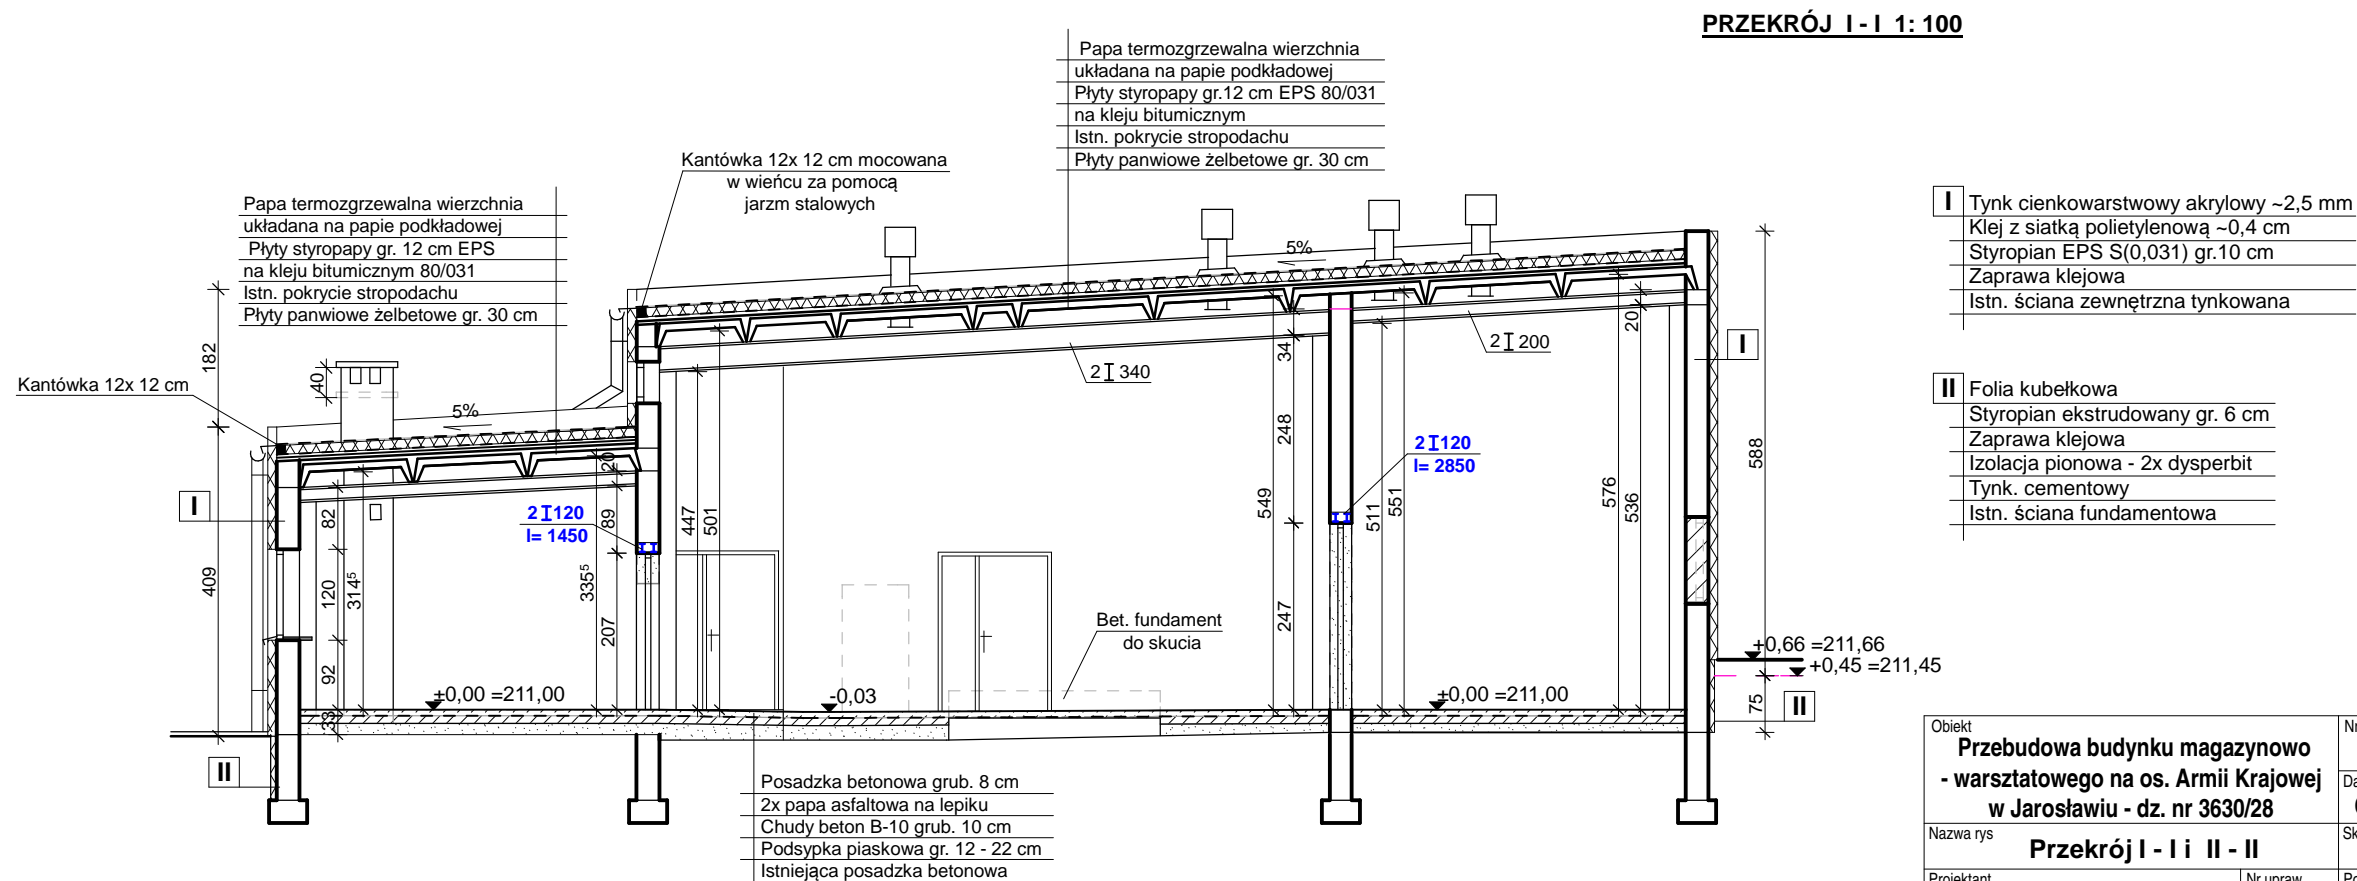 PRZEKRÓJ I - I 1: 100
Papa termozgrzewalna wierzchnia
układana na papie podkładowej
Płyty styropapy gr.12 cm EPS 80/031
na kleju bitumicznym
Istn. pokrycie stropodachu
Płyty panwiowe żelbetowe gr. 30 cm
Kantówka 12x 12 cm mocowana
w wieńcu za pomocą
jarzm stalowych
Papa termozgrzewalna wierzchnia
układana na papie podkładowej
Płyty styropapy gr. 12 cm EPS
na kleju bitumicznym 80/031
Istn. pokrycie stropodachu
Płyty panwiowe żelbetowe gr. 30 cm
Kantówka 12x 12 cm
I
Tynk cienkowarstwowy akrylowy ~2,5 mm
Klej z siatką polietylenową ~0,4 cm
Styropian EPS S(0,031) gr.10 cm
Zaprawa klejowa
Istn. ściana zewnętrzna tynkowana
II
Folia kubełkowa
Styropian ekstrudowany gr. 6 cm
Zaprawa klejowa
Izolacja pionowa - 2x dysperbit
Tynk. cementowy
Istn. ściana fundamentowa
5%
5%
182
409
40
82
120
92
33
314⁵
335⁵
20
89
207
447
501
549
34
248
247
511
551
576
536
20
588
75
2 I 340
2 I 200
2 I 120
l= 1450
2 I 120
l= 2850
I
I
II
II
±0,00 =211,00
-0,03
±0,00 =211,00
+0,66 =211,66
+0,45 =211,45
Bet. fundament
do skucia
Posadzka betonowa grub. 8 cm
2x papa asfaltowa na lepiku
Chudy beton B-10 grub. 10 cm
Podsypka piaskowa gr. 12 - 22 cm
Istniejąca posadzka betonowa
Obiekt
Przebudowa budynku magazynowo
- warsztatowego na os. Armii Krajowej
w Jarosławiu - dz. nr 3630/28
Nazwa rys
Przekrój I - I i II - II
Projektant
Nr upraw